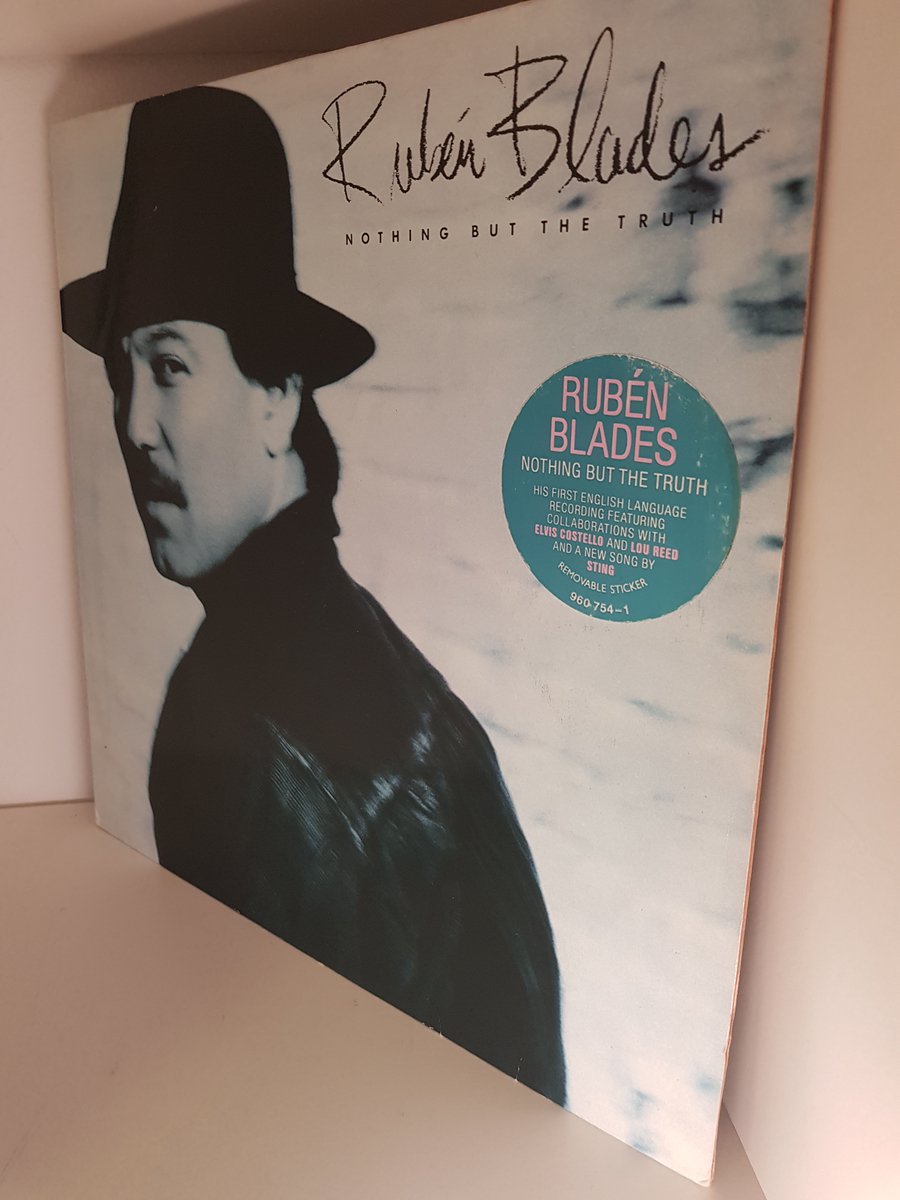 Rubén Blades
NOTHING BUT THE TRUTH
RUBÉN
BLADES
NOTHING BUT THE TRUTH
HIS FIRST ENGLISH LANGUAGE
RECORDING FEATURING
COLLABORATIONS WITH
ELVIS COSTELLO AND LOU REED
AND A NEW SONG BY
STING
REMOVABLE STICKER
960 754-1